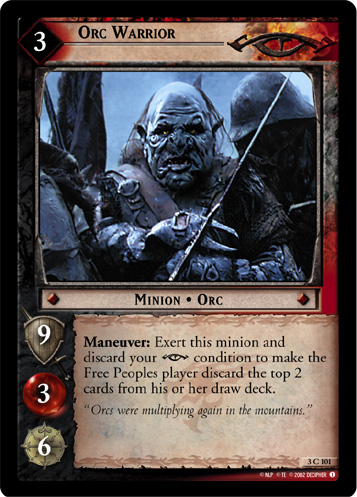 3
ORC WARRIOR
MINION • ORC
9
3
6
Maneuver: Exert this minion and
discard your condition to make the
Free Peoples player discard the top 2
cards from his or her draw deck.
"Orcs were multiplying again in the mountains."
3 C 101
© NLP ® TE © 2002 DECIPHER 1